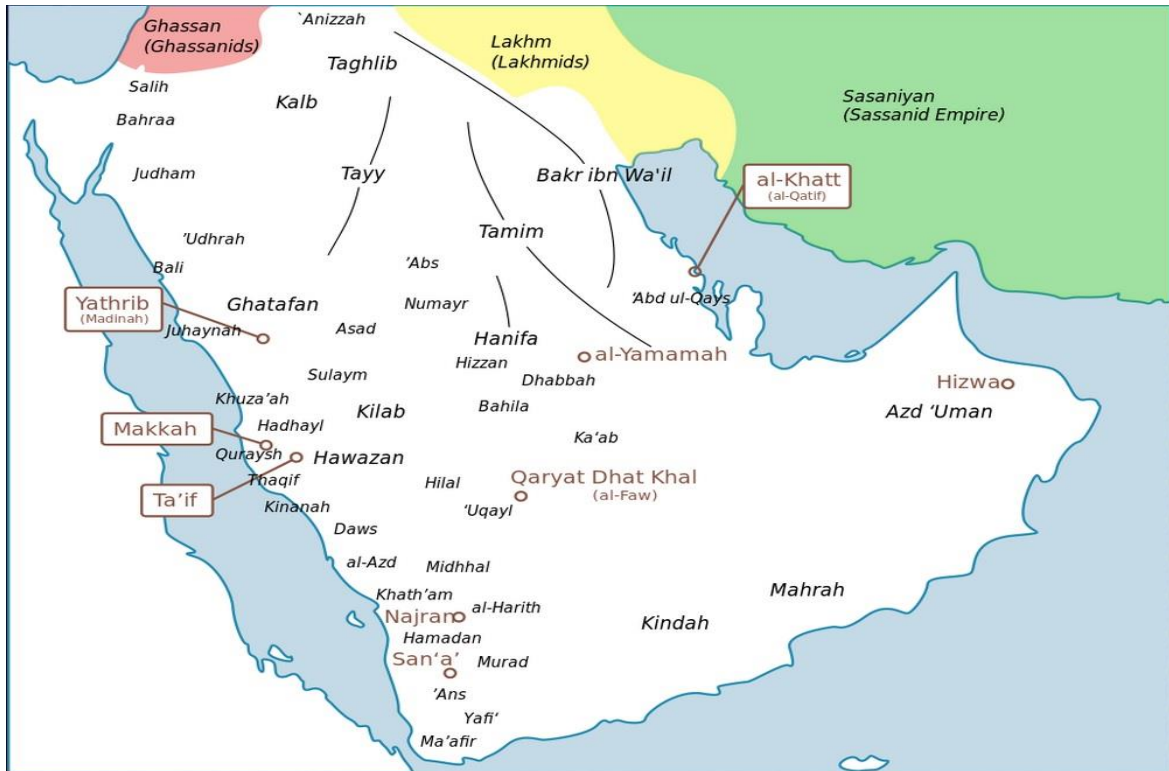 Ghassan
(Ghassanids)
`Anizzah
Lakhm
(Lakhmids)
Taghlib
Salih
Kalb
Sasaniyan
(Sassanid Empire)
Bahraa
Judham
Tayy
Bakr ibn Wa'il
al-Khatt
(al-Qatif)
’Udhrah
Tamim
Bali
’Abs
Yathrib
(Madinah)
Ghatafan
Numayr
‘Abd ul-Qays
Juhaynah
Asad
Hanifa
al-Yamamah
Hizzan
Sulaym
Dhabbah
Hizwa
Khuza’ah
Kilab
Bahila
Azd ‘Uman
Makkah
Hadhayl
Ka‘ab
Quraysh
Hawazan
Thaqif
Hilal
Qaryat Dhat Khal
(al-Faw)
Ta’if
Kinanah
‘Uqayl
Daws
al-Azd
Midhhal
Mahrah
Khath’am
al-Harith
Najran
Kindah
Hamadan
San‘a’
Murad
’Ans
Yafi‘
Ma’afir